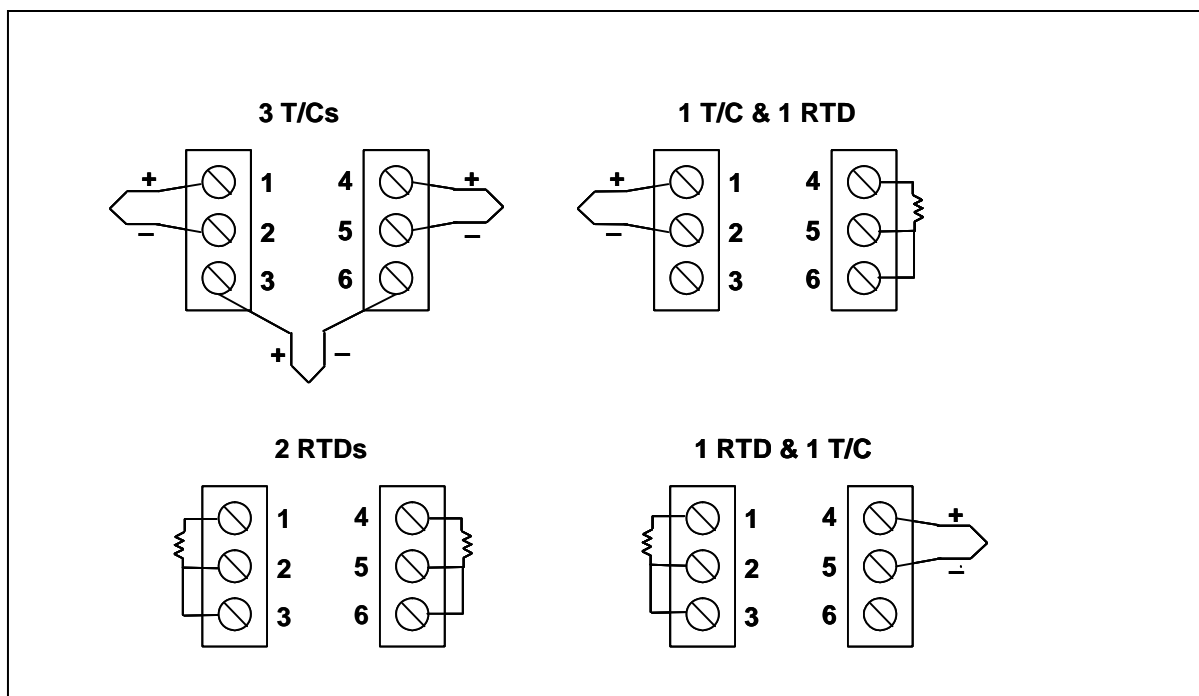 3 T/Cs
+ 1 4 +
− 2 5 −
3 6
+ −
1 T/C & 1 RTD
+ 1 4
− 2 5
3 6
2 RTDs
1 4
2 5
3 6
1 RTD & 1 T/C
1 4 +
2 5 −
3 6